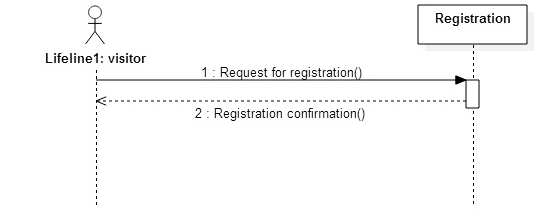 Registration
Lifeline1: visitor
1 : Request for registration()
2 : Registration confirmation()